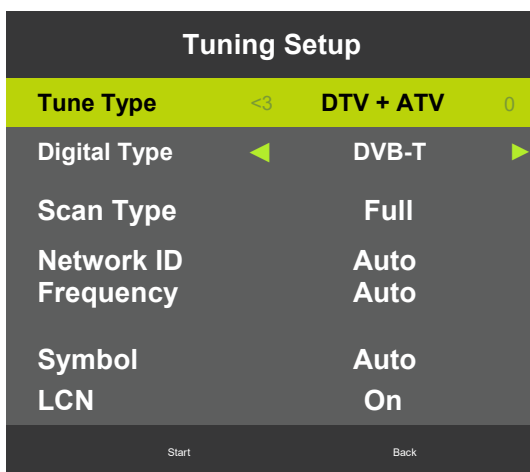 Tuning Setup
Tune Type <3 DTV + ATV 0
Digital Type ◄ DVB-T ►
Scan Type Full
Network ID Auto
Frequency Auto
Symbol Auto
LCN On
Start Back